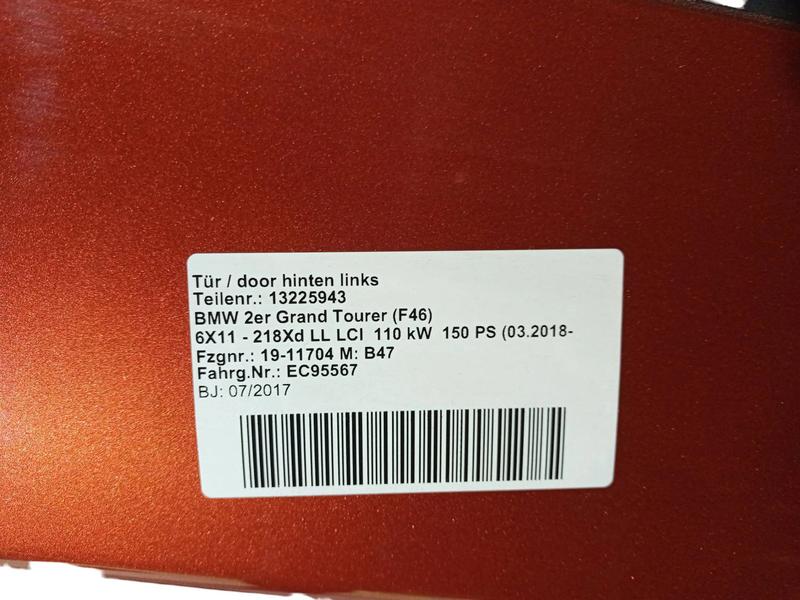 Tür / door hinten links
Teilenr.: 13225943
BMW 2er Grand Tourer (F46)
6X11 - 218Xd LL LCI 110 kW 150 PS (03.2018-
Fzgnr.: 19-11704 M: B47
Fahrg.Nr.: EC95567
BJ: 07/2017